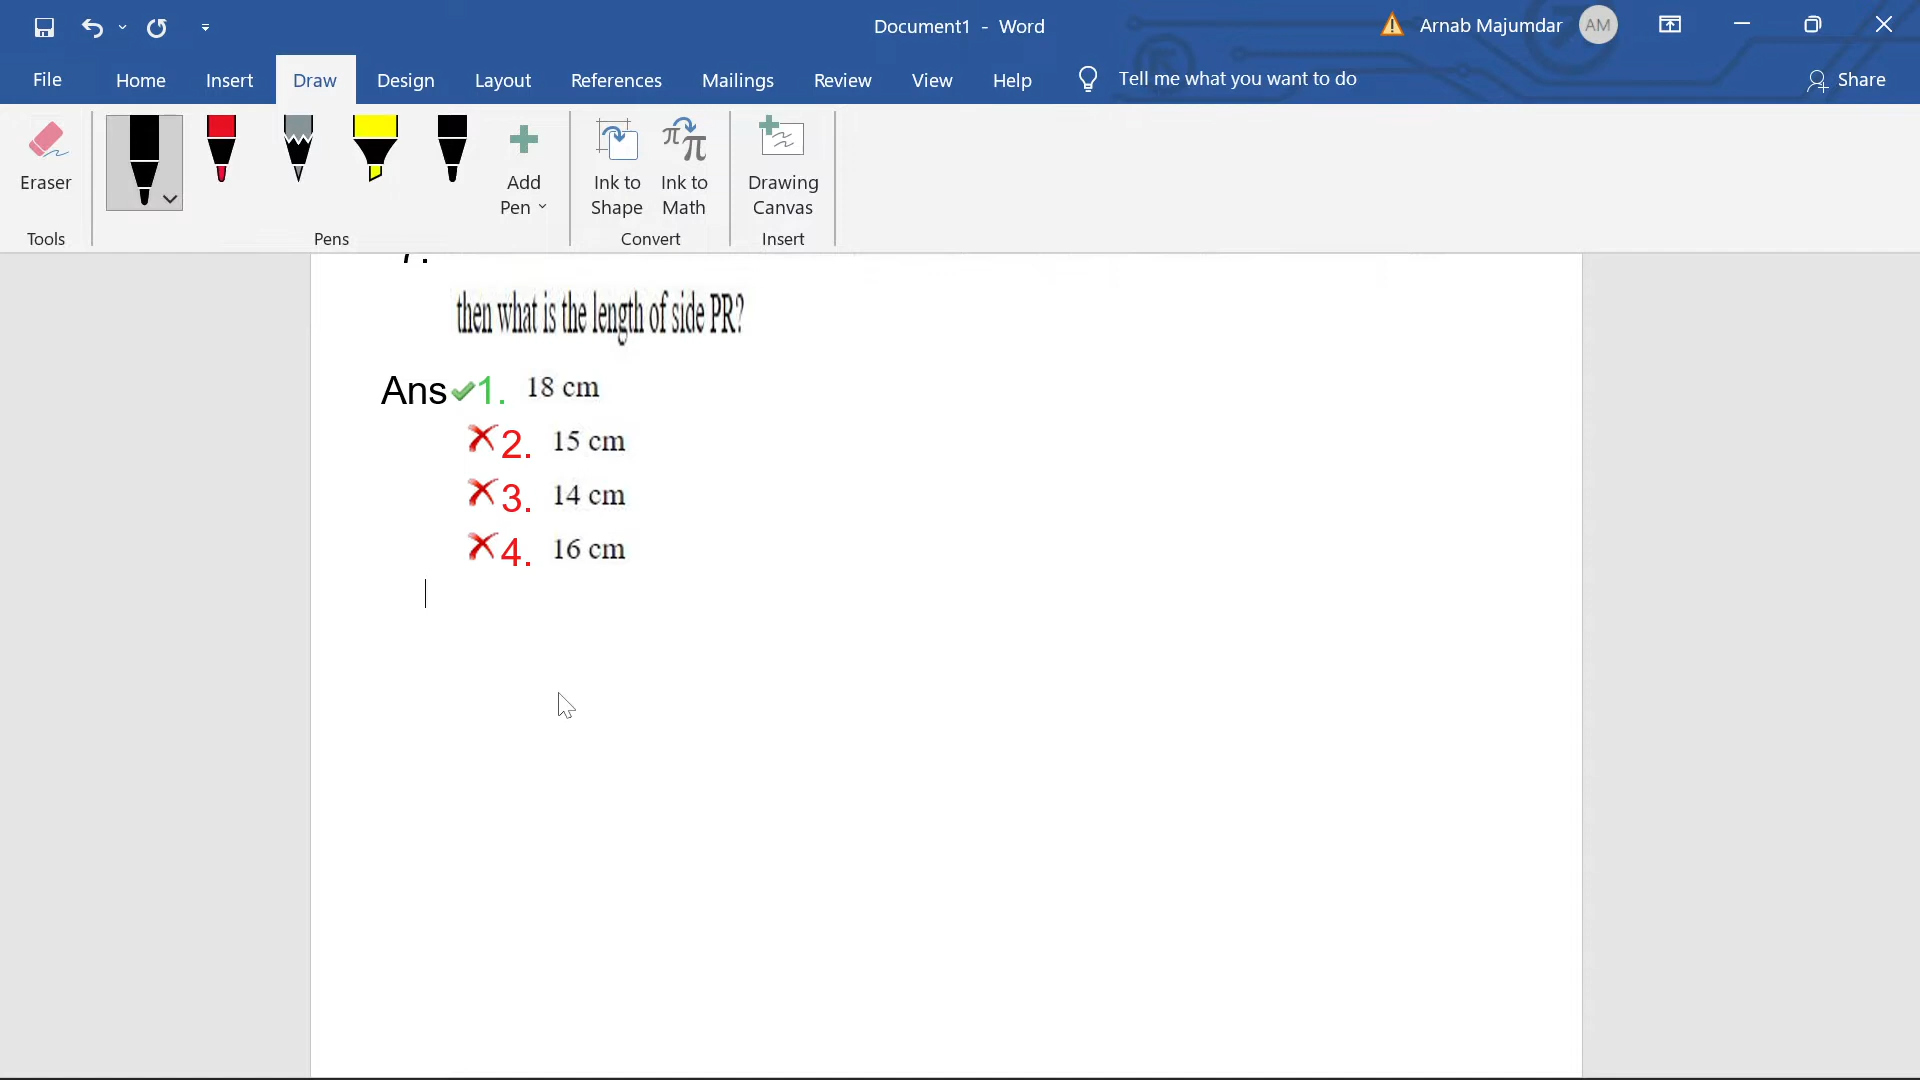 Document1 - Word
Arnab Majumdar AM
File Home Insert Draw Design Layout References Mailings Review View Help Tell me what you want to do Share
Eraser
Add Pen
Ink to Shape
Ink to Math
Drawing Canvas
Tools Pens Convert Insert
7.
then what is the length of side PR?
Ans 1. 18 cm
2. 15 cm
3. 14 cm
4. 16 cm